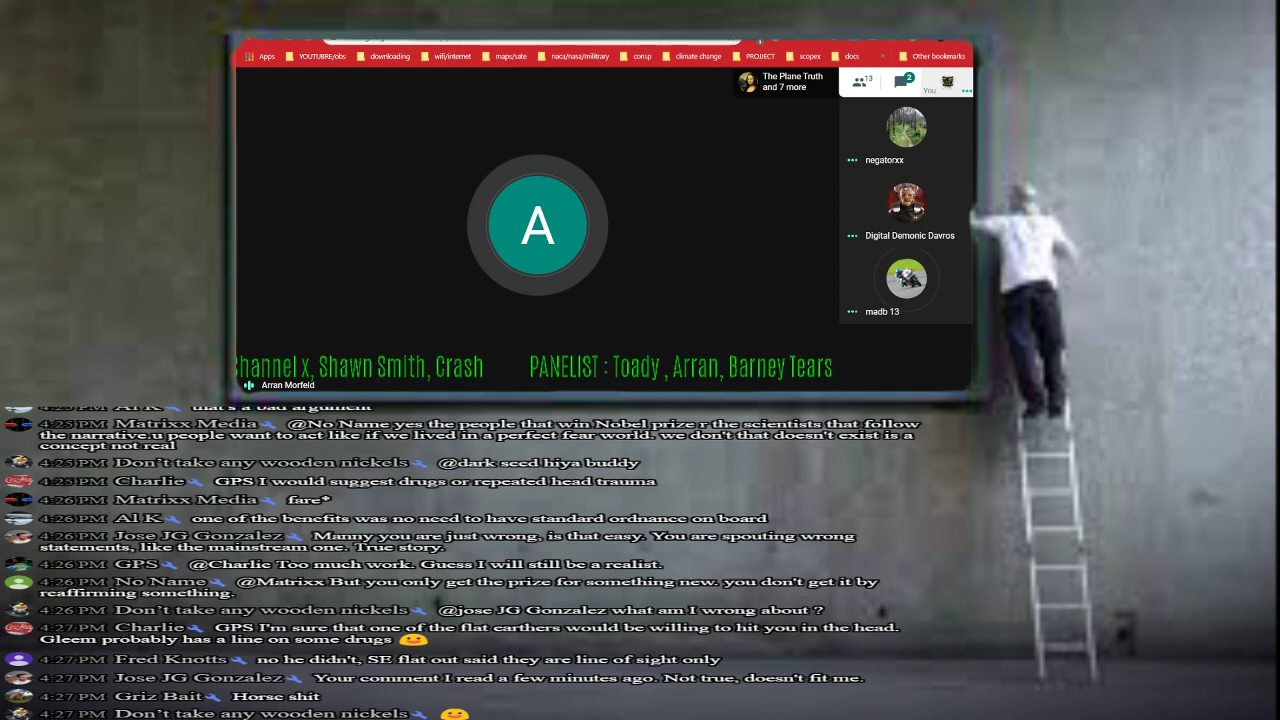 Apps YOUTUBRE/obs downloading wifi/internet maps/sate naca/nasa/military consp climate change PROJJECT scopex docs Other bookmarks
The Plane Truth
and 7 more
13
2
You
negatorxx
Digital Demonic Davros
madb 13
A
Channel x, Shawn Smith, Crash PANELIST : Toady , Arran, Barney Tears
Arran Morfeld
4:25 PM Al K that's a bad argument
4:25 PM Matrixx Media @No Name yes the people that win Nobel prize r the scientists that follow
the narrative.u people want to act like if we lived in a perfect fear world. we don't that doesn't exist is a
concept not real
4:25 PM Don't take any wooden nickels @dark seed hiya buddy
4:25 PM Charlie GPS I would suggest drugs or repeated head trauma
4:26 PM Matrixx Media fare*
4:26 PM Al K one of the benefits was no need to have standard ordnance on board
4:26 PM Jose JG Gonzalez Manny you are just wrong, is that easy. You are spouting wrong
statements, like the mainstream one. True story.
4:26 PM GPS @Charlie Too much work. Guess I will still be a realist.
4:26 PM No Name @Matrixx But you only get the prize for something new. you don't get it by
reaffirming something.
4:26 PM Don't take any wooden nickels @jose JG Gonzalez what am I wrong about ?
4:27 PM Charlie GPS I'm sure that one of the flat earthers would be willing to hit you in the head.
Gleem probably has a line on some drugs
4:27 PM Fred Knotts no he didn't, SE flat out said they are line of sight only
4:27 PM Jose JG Gonzalez Your comment I read a few minutes ago. Not true, doesn't fit me.
4:27 PM Griz Bait Horse shit
4:27 PM Don't take any wooden nickels